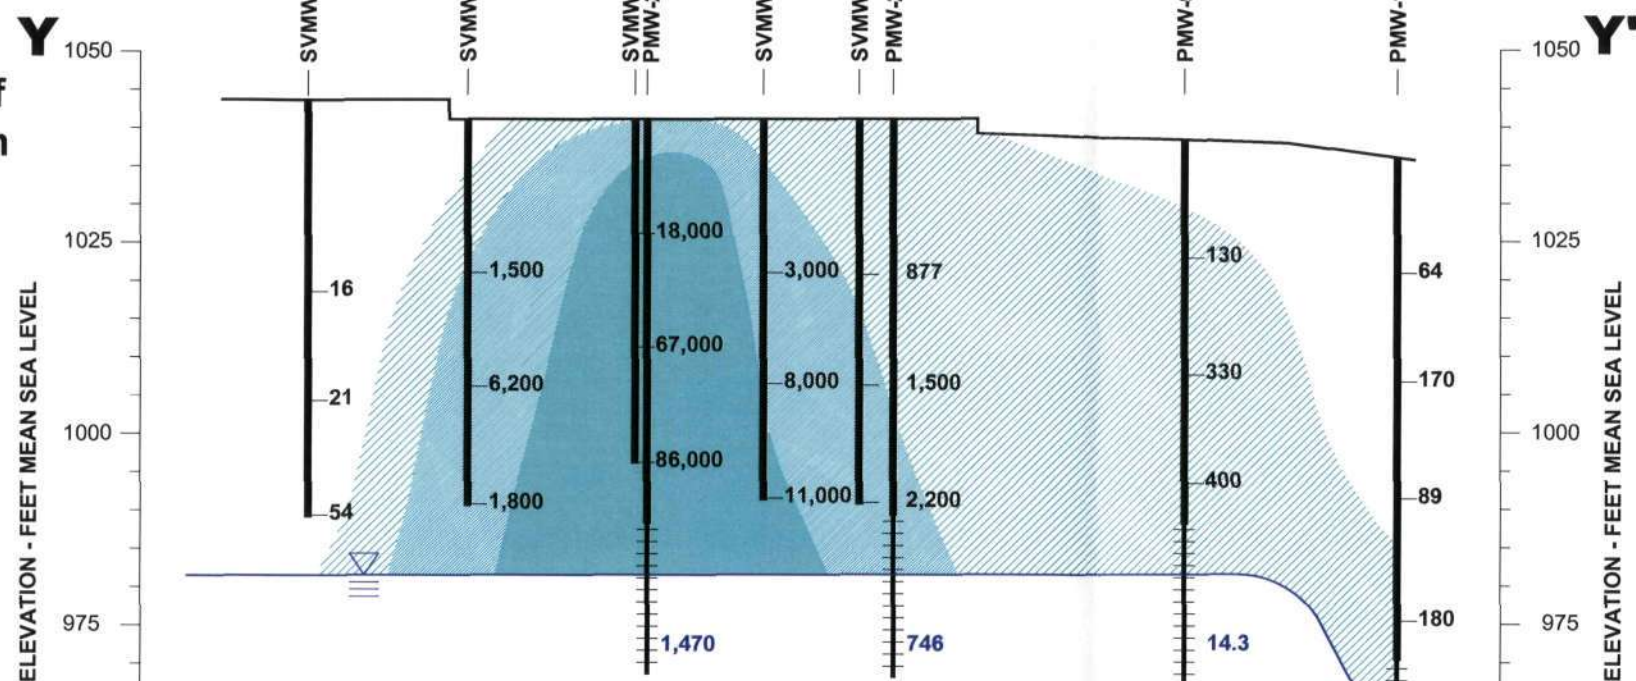 Y
Y'
1050
SVMW
SVMW
SVMW
PMW-
SVMW
SVMW
PMW-
PMW-
PMW-
1050
f
1025
18,000
130
1025
1,500
3,000
877
64
16
67,000
330
6,200
8,000
1,500
170
21
1000
1000
86,000
400
1,800
11,000
2,200
89
54
975
180
975
1,470
746
14.3
ELEVATION - FEET MEAN SEA LEVEL
ELEVATION - FEET MEAN SEA LEVEL